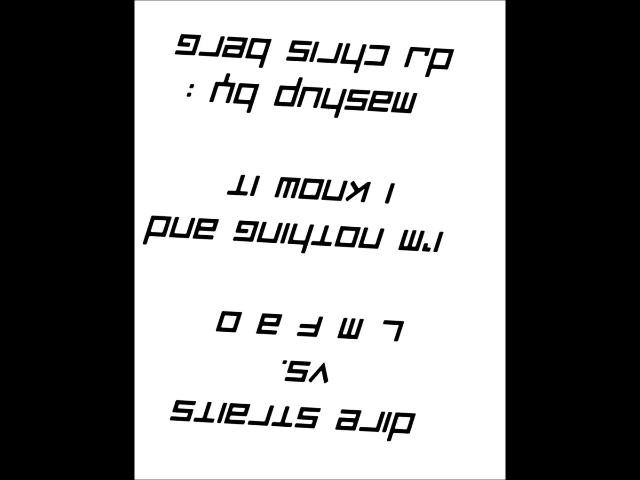 dire straits
vs.
L M F A O
I'm nothing and
I know it
mashup by :
dj chris berg